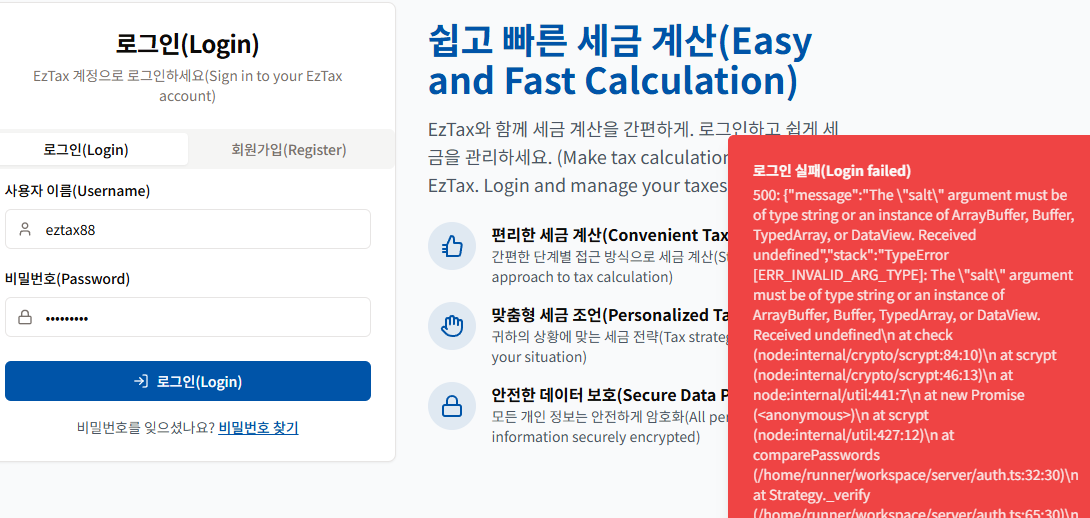 로그인(Login)
EzTax 계정으로 로그인하세요(Sign in to your EzTax
account)
로그인(Login)
회원가입(Register)
사용자 이름(Username)
eztax88
비밀번호(Password)
•••••••••
로그인(Login)
비밀번호를 잊으셨나요? 비밀번호 찾기
쉽고 빠른 세금 계산(Easy
and Fast Calculation)
EzTax와 함께 세금 계산을 간편하게. 로그인하고 쉽게 세
금을 관리하세요. (Make tax calculation
EzTax. Login and manage your taxes
편리한 세금 계산(Convenient Tax
간편한 단계별 접근 방식으로 세금 계산(S
approach to tax calculation)
맞춤형 세금 조언(Personalized Ta
귀하의 상황에 맞는 세금 전략(Tax strateg
your situation)
안전한 데이터 보호(Secure Data P
모든 개인 정보는 안전하게 암호화(All per
information securely encrypted)
로그인 실패(Login failed)
500: {"message":"The \"salt\" argument must be
of type string or an instance of ArrayBuffer, Buffer,
TypedArray, or DataView. Received
undefined","stack":"TypeError
[ERR_INVALID_ARG_TYPE]: The \"salt\" argument
must be of type string or an instance of
ArrayBuffer, Buffer, TypedArray, or DataView.
Received undefined\n at check
(node:internal/crypto/scrypt:84:10)\n at scrypt
(node:internal/crypto/scrypt:46:13)\n at
node:internal/util:441:7\n at new Promise
(<anonymous>)\n at scrypt
(node:internal/util:427:12)\n at
comparePasswords
(/home/runner/workspace/server/auth.ts:32:30)\n
at Strategy._verify
(/home/runner/workspace/server/auth.ts:65:30)\n